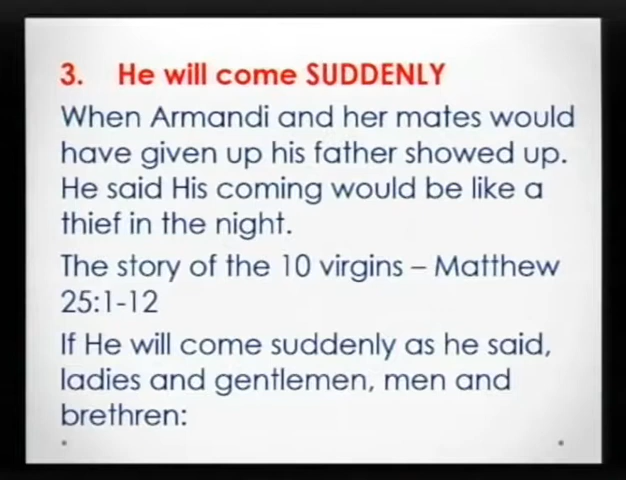 3. He will come SUDDENLY
When Armandi and her mates would
have given up his father showed up.
He said His coming would be like a
thief in the night.
The story of the 10 virgins – Matthew
25:1-12
If He will come suddenly as he said,
ladies and gentlemen, men and
brethren: